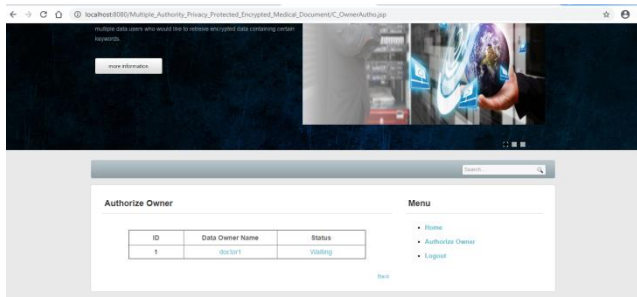 localhost:8080/Multiple_Authority_Privacy_Protected_Encrypted_Medical_Document/C_OwnerAutho.jsp
multiple data users who would like to retrieve encrypted data containing certain
keywords.
more information
Search...
Authorize Owner
ID Data Owner Name Status
1 doctor1 Waiting
Back
Menu
Home
Authorize Owner
Logout